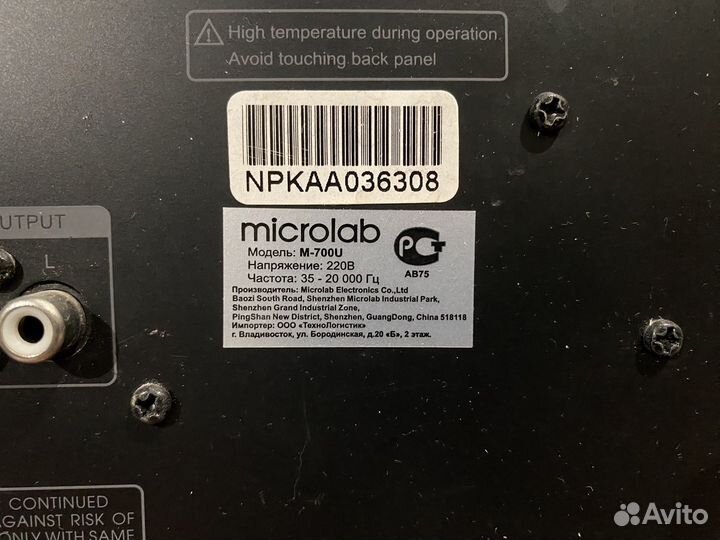 High temperature during operation
Avoid touching back panel
NPKAA036308
UTPUT
L
microlab
Модель: M-700U
Напряжение: 220В
Частота: 35 - 20 000 Гц
РСТ
АВ75
Производитель: Microlab Electronics Co.,Ltd
Baozi South Road, Shenzhen Microlab Industrial Park,
Shenzhen Grand Industrial Zone,
PingShan New District, Shenzhen, GuangDong, China 518118
Импортер: ООО «ТехноЛогистик»
г. Владивосток, ул. Бородинская, д.20 «Б», 2 этаж.
CONTINUED
AGAINST RISK OF
ONLY WITH SAME
Avito